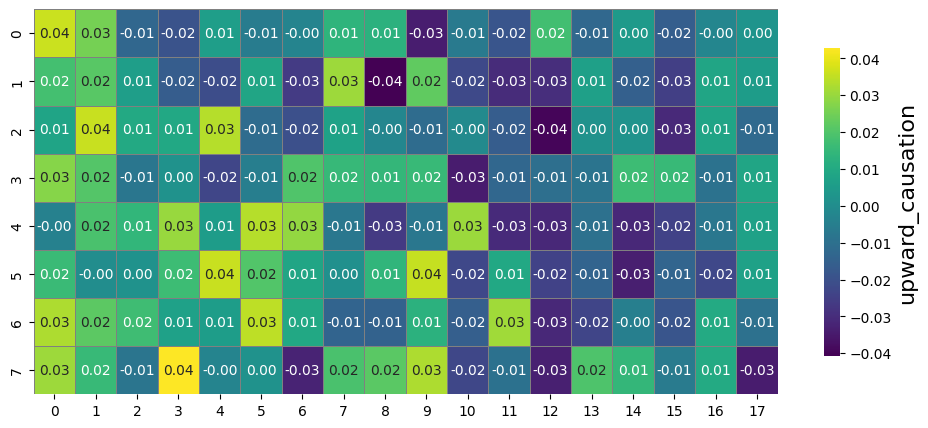 0 0.04 0.03 -0.01 -0.02 0.01 -0.01 -0.00 0.01 0.01 -0.03 -0.01 -0.02 0.02 -0.01 0.00 -0.02 -0.00 0.00
1 0.02 0.02 0.01 -0.02 -0.02 0.01 -0.03 0.03 -0.04 0.02 -0.02 -0.03 -0.03 0.01 -0.02 -0.02 0.01 0.01
2 0.01 0.04 0.01 0.01 0.03 -0.01 -0.02 0.01 -0.00 -0.01 -0.00 -0.02 -0.04 0.00 0.00 -0.03 0.01 -0.01
3 0.03 0.02 -0.01 0.00 -0.02 -0.01 0.02 0.02 0.01 0.02 -0.03 -0.01 -0.01 -0.01 0.02 0.02 -0.01 0.01
4 -0.00 0.02 0.01 0.03 0.01 0.03 0.03 -0.01 -0.03 -0.01 0.03 -0.03 -0.03 -0.01 -0.03 -0.02 -0.01 0.01
5 0.02 -0.00 0.00 0.02 0.04 0.02 0.01 0.00 0.01 0.04 -0.02 0.01 -0.02 -0.01 -0.03 -0.01 -0.02 0.01
6 0.03 0.02 0.02 0.01 0.01 0.03 0.01 -0.01 -0.01 0.01 -0.02 0.03 -0.03 -0.02 -0.00 -0.02 0.01 -0.01
7 0.03 0.02 -0.01 0.04 -0.00 0.00 -0.03 0.02 0.02 0.03 -0.02 -0.01 -0.03 0.02 0.01 -0.01 0.01 -0.03
0 1 2 3 4 5 6 7 8 9 10 11 12 13 14 15 16 17
0.04
0.03
0.02
0.01
0.00
−0.01
−0.02
−0.03
−0.04
upward_causation